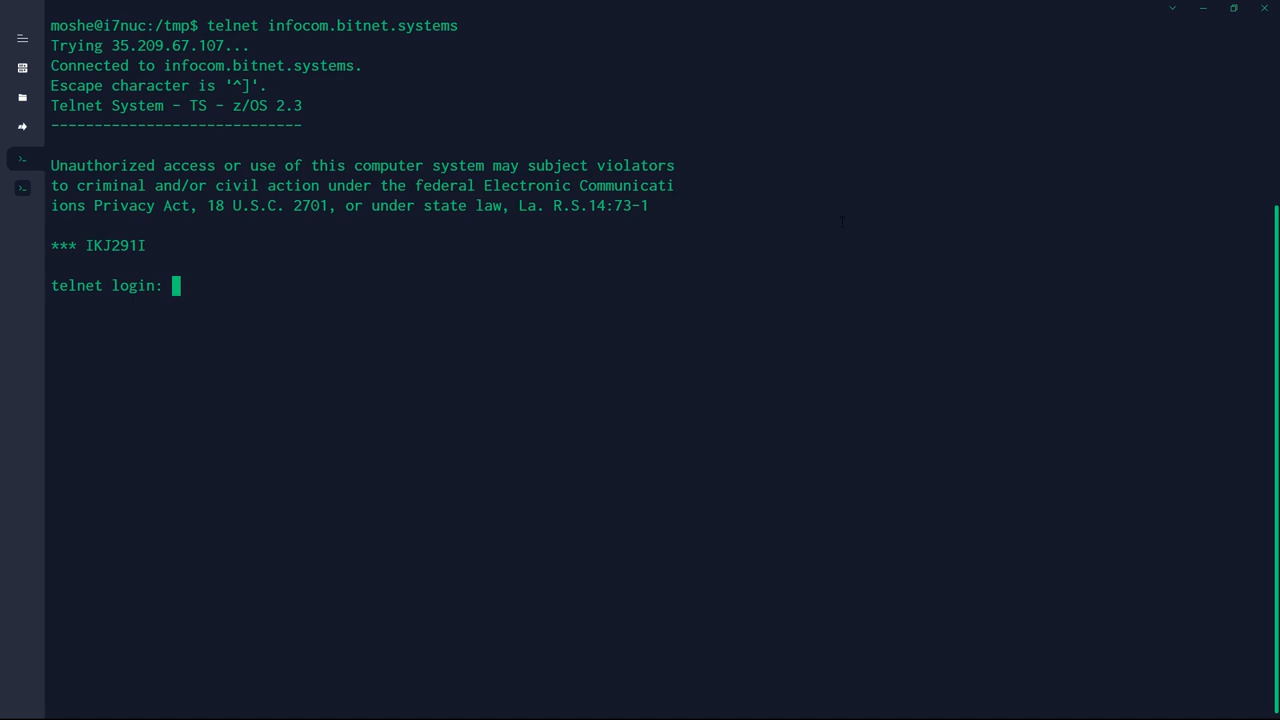 moshe@i7nuc:/tmp$ telnet infocom.bitnet.systems
Trying 35.209.67.107...
Connected to infocom.bitnet.systems.
Escape character is '^]'.
Telnet System - TS - z/OS 2.3
-----------------------------
Unauthorized access or use of this computer system may subject violators
to criminal and/or civil action under the federal Electronic Communicati
ions Privacy Act, 18 U.S.C. 2701, or under state law, La. R.S.14:73-1
*** IKJ291I
telnet login: